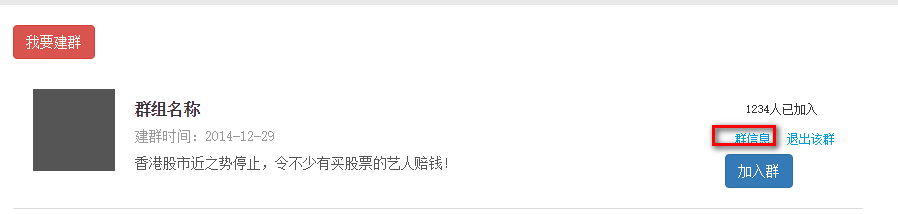 我要建群
群组名称
1234人已加入
建群时间：2014-12-29
群信息 退出该群
香港股市近之势停止，令不少有买股票的艺人赔钱！
加入群